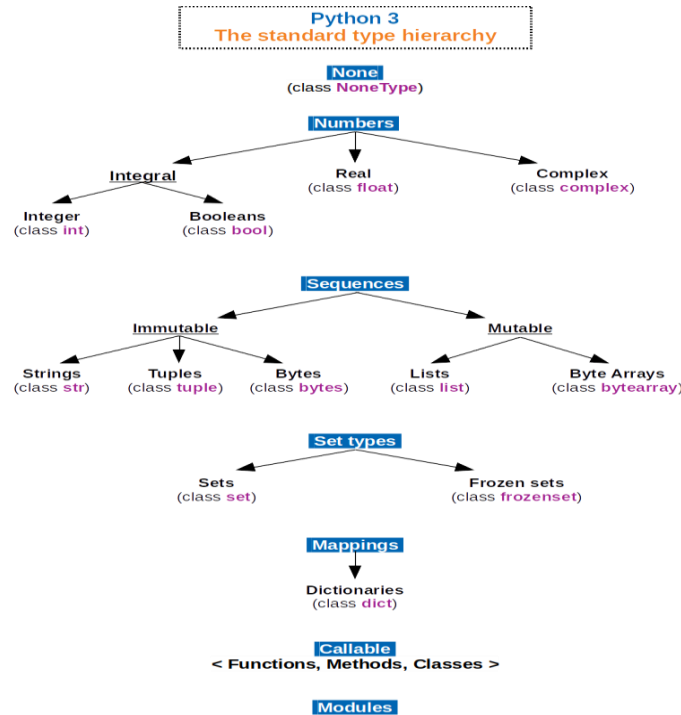 Python 3
The standard type hierarchy
None
(class NoneType)
Numbers
Integral
Real
(class float)
Complex
(class complex)
Integer
(class int)
Booleans
(class bool)
Sequences
Immutable
Mutable
Strings
(class str)
Tuples
(class tuple)
Bytes
(class bytes)
Lists
(class list)
Byte Arrays
(class bytearray)
Set types
Sets
(class set)
Frozen sets
(class frozenset)
Mappings
Dictionaries
(class dict)
Callable
< Functions, Methods, Classes >
Modules